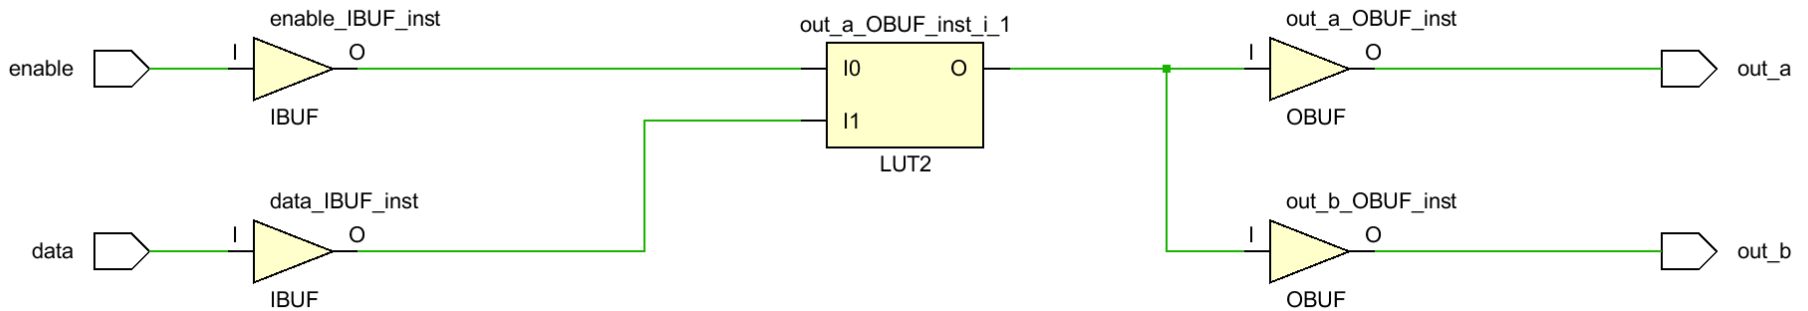 enable_IBUF_inst
out_a_OBUF_inst_i_1
out_a_OBUF_inst
enable
I
O
I0
O
I
O
out_a
IBUF
I1
OBUF
LUT2
data_IBUF_inst
out_b_OBUF_inst
data
I
O
I
O
out_b
IBUF
OBUF